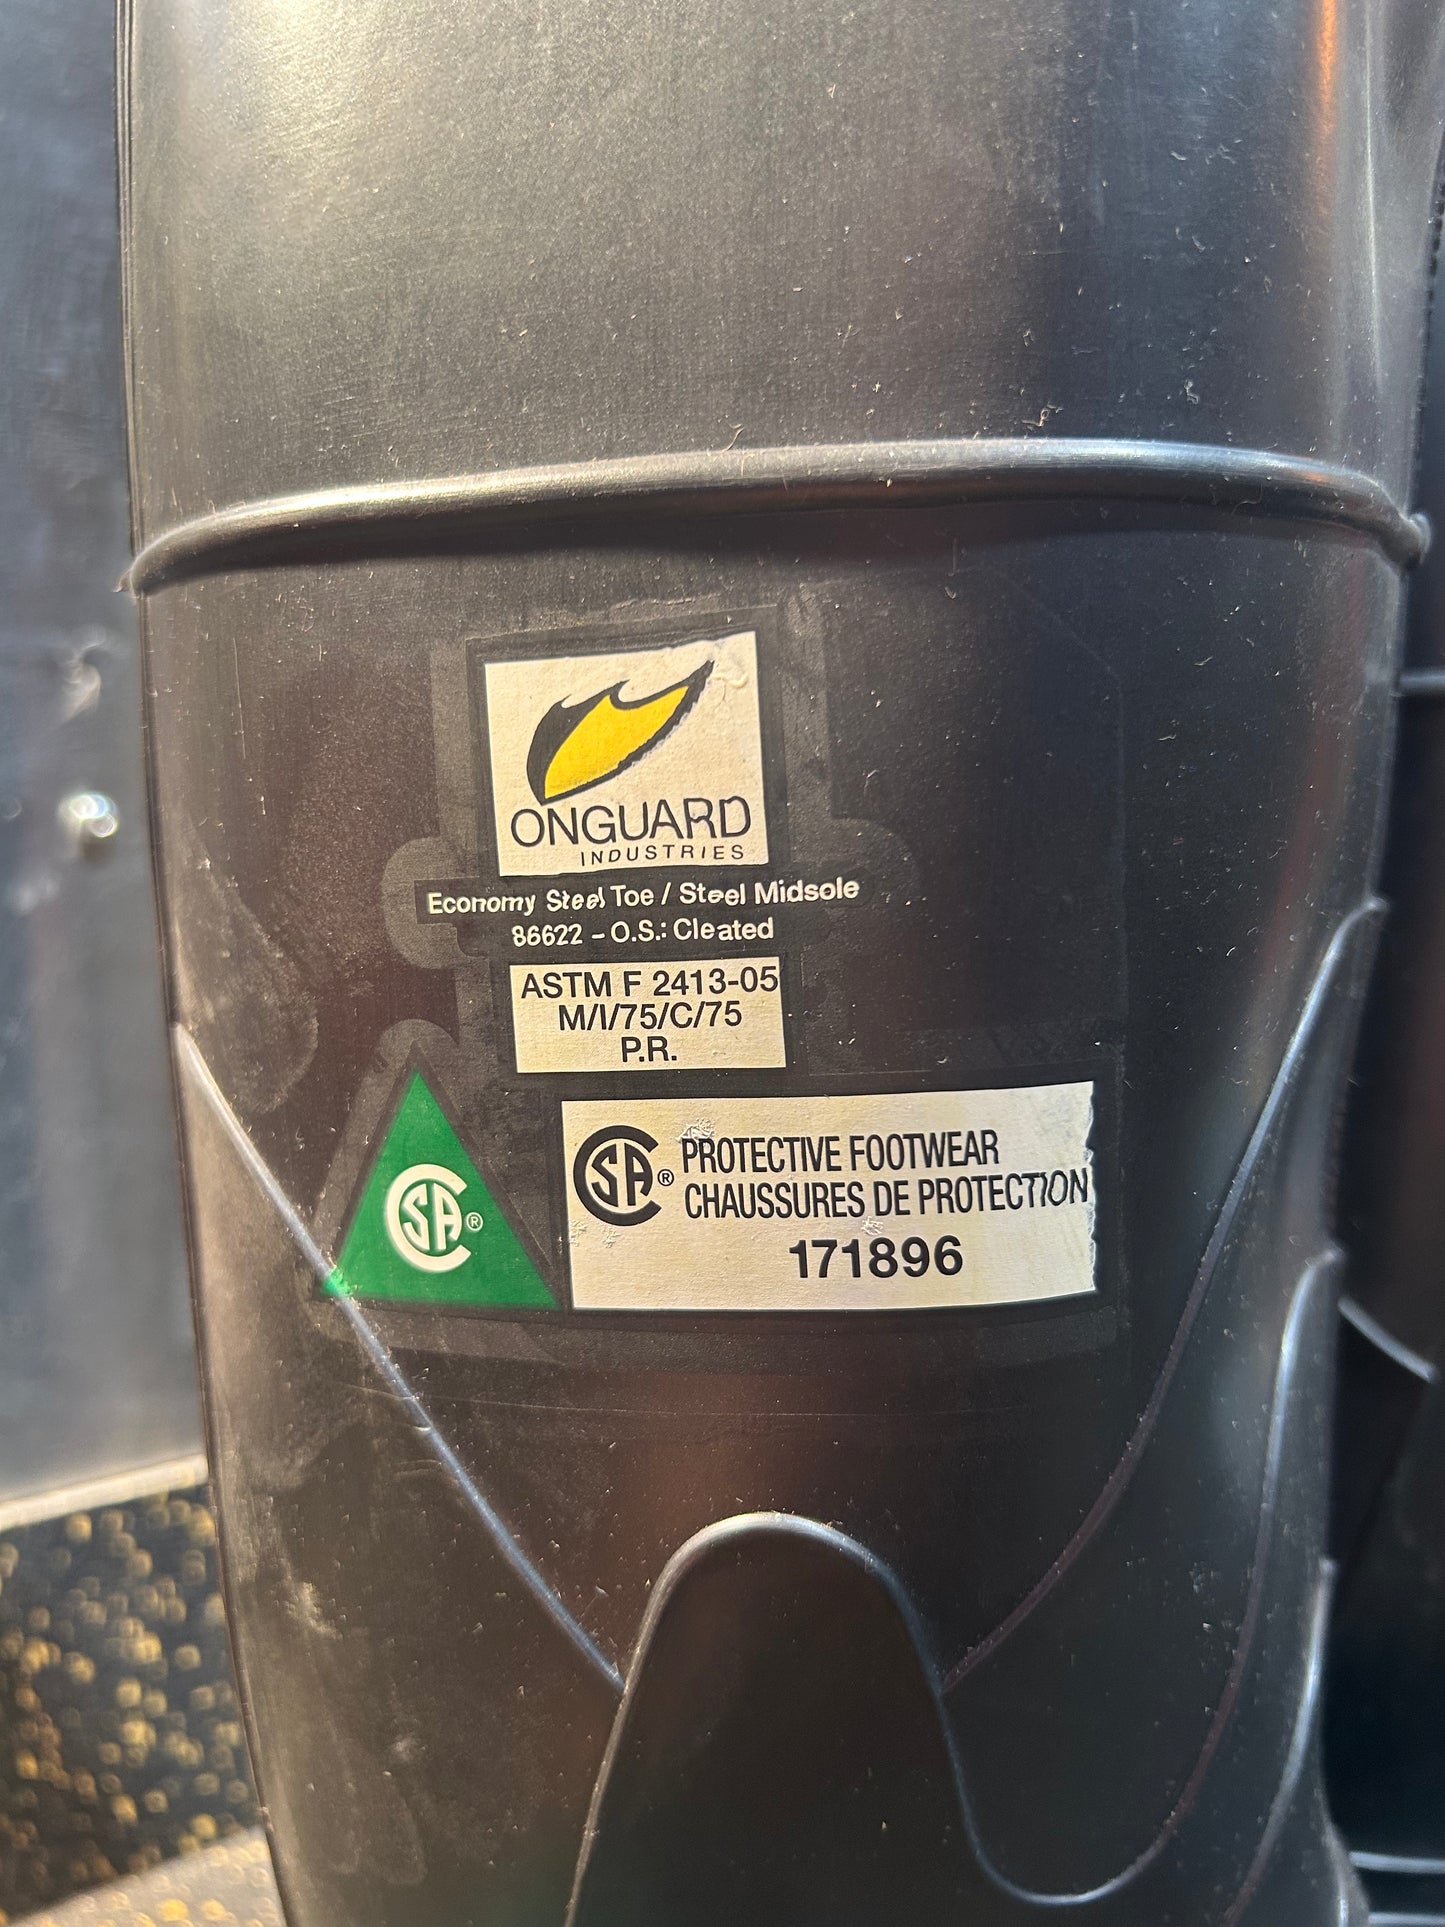 ONGUARD
INDUSTRIES
Economy Steel Toe / Steel Midsole
86622 - O.S.: Cleated
ASTM F 2413-05
M/I/75/C/75
P.R.
CSA®
CSA® PROTECTIVE FOOTWEAR
CHAUSSURES DE PROTECTION
171896